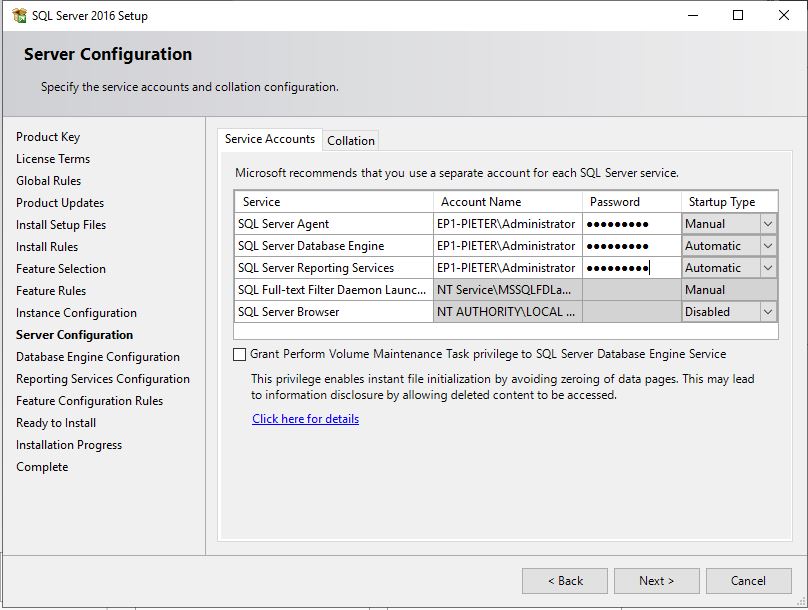 SQL Server 2016 Setup
Server Configuration
Specify the service accounts and collation configuration.
Product Key
License Terms
Global Rules
Product Updates
Install Setup Files
Install Rules
Feature Selection
Feature Rules
Instance Configuration
Server Configuration
Database Engine Configuration
Reporting Services Configuration
Feature Configuration Rules
Ready to Install
Installation Progress
Complete
Service Accounts Collation
Microsoft recommends that you use a separate account for each SQL Server service.
Service Account Name Password Startup Type
SQL Server Agent EP1-PIETER\Administrator ●●●●●●●●● Manual
SQL Server Database Engine EP1-PIETER\Administrator ●●●●●●●●● Automatic
SQL Server Reporting Services EP1-PIETER\Administrator ●●●●●●●●● Automatic
SQL Full-text Filter Daemon Launc... NT Service\MSSQLFDLa... Manual
SQL Server Browser NT AUTHORITY\LOCAL ... Disabled
Grant Perform Volume Maintenance Task privilege to SQL Server Database Engine Service
This privilege enables instant file initialization by avoiding zeroing of data pages. This may lead
to information disclosure by allowing deleted content to be accessed.
Click here for details
< Back Next > Cancel